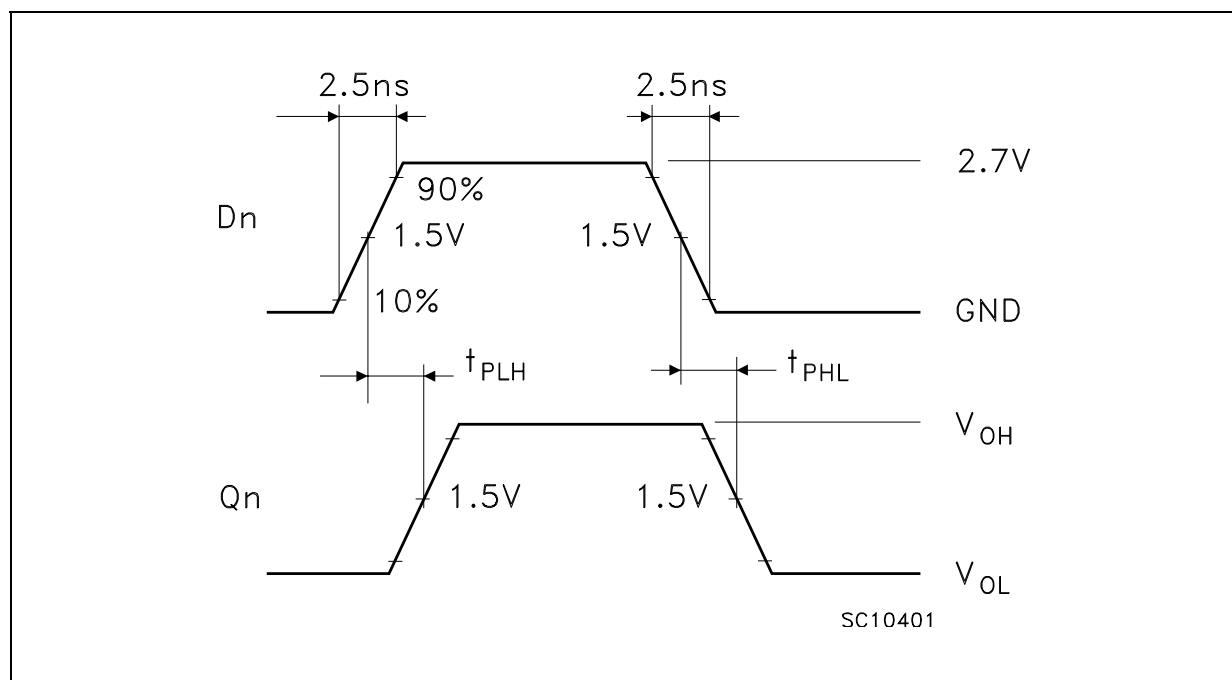 2.5ns 2.5ns
2.7V
90%
Dn
1.5V 1.5V
10%
GND
tPLH tPHL
VOH
Qn 1.5V 1.5V
VOL
SC10401